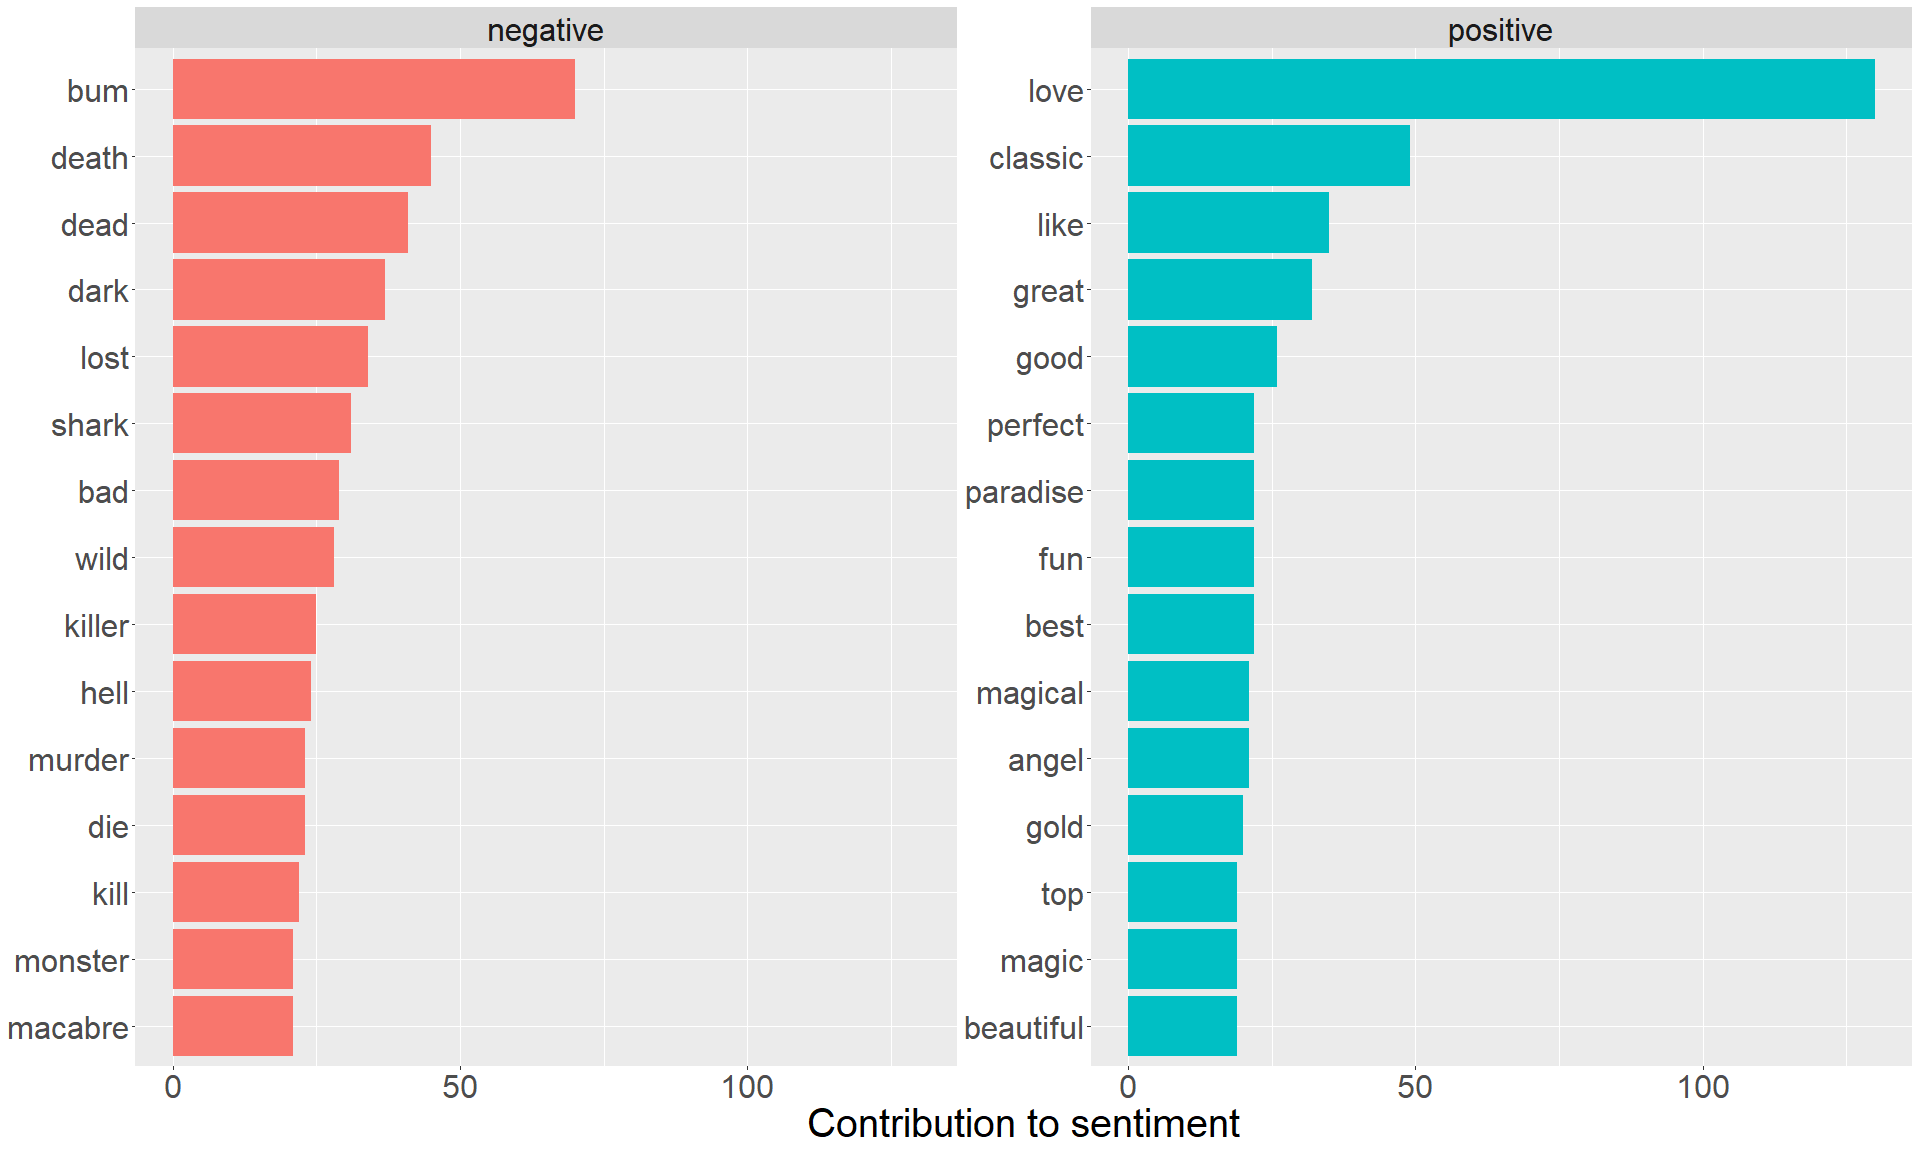 negative
bum
death
dead
dark
lost
shark
bad
wild
killer
hell
murder
die
kill
monster
macabre
0 50 100
positive
love
classic
like
great
good
perfect
paradise
fun
best
magical
angel
gold
top
magic
beautiful
0 50 100
Contribution to sentiment